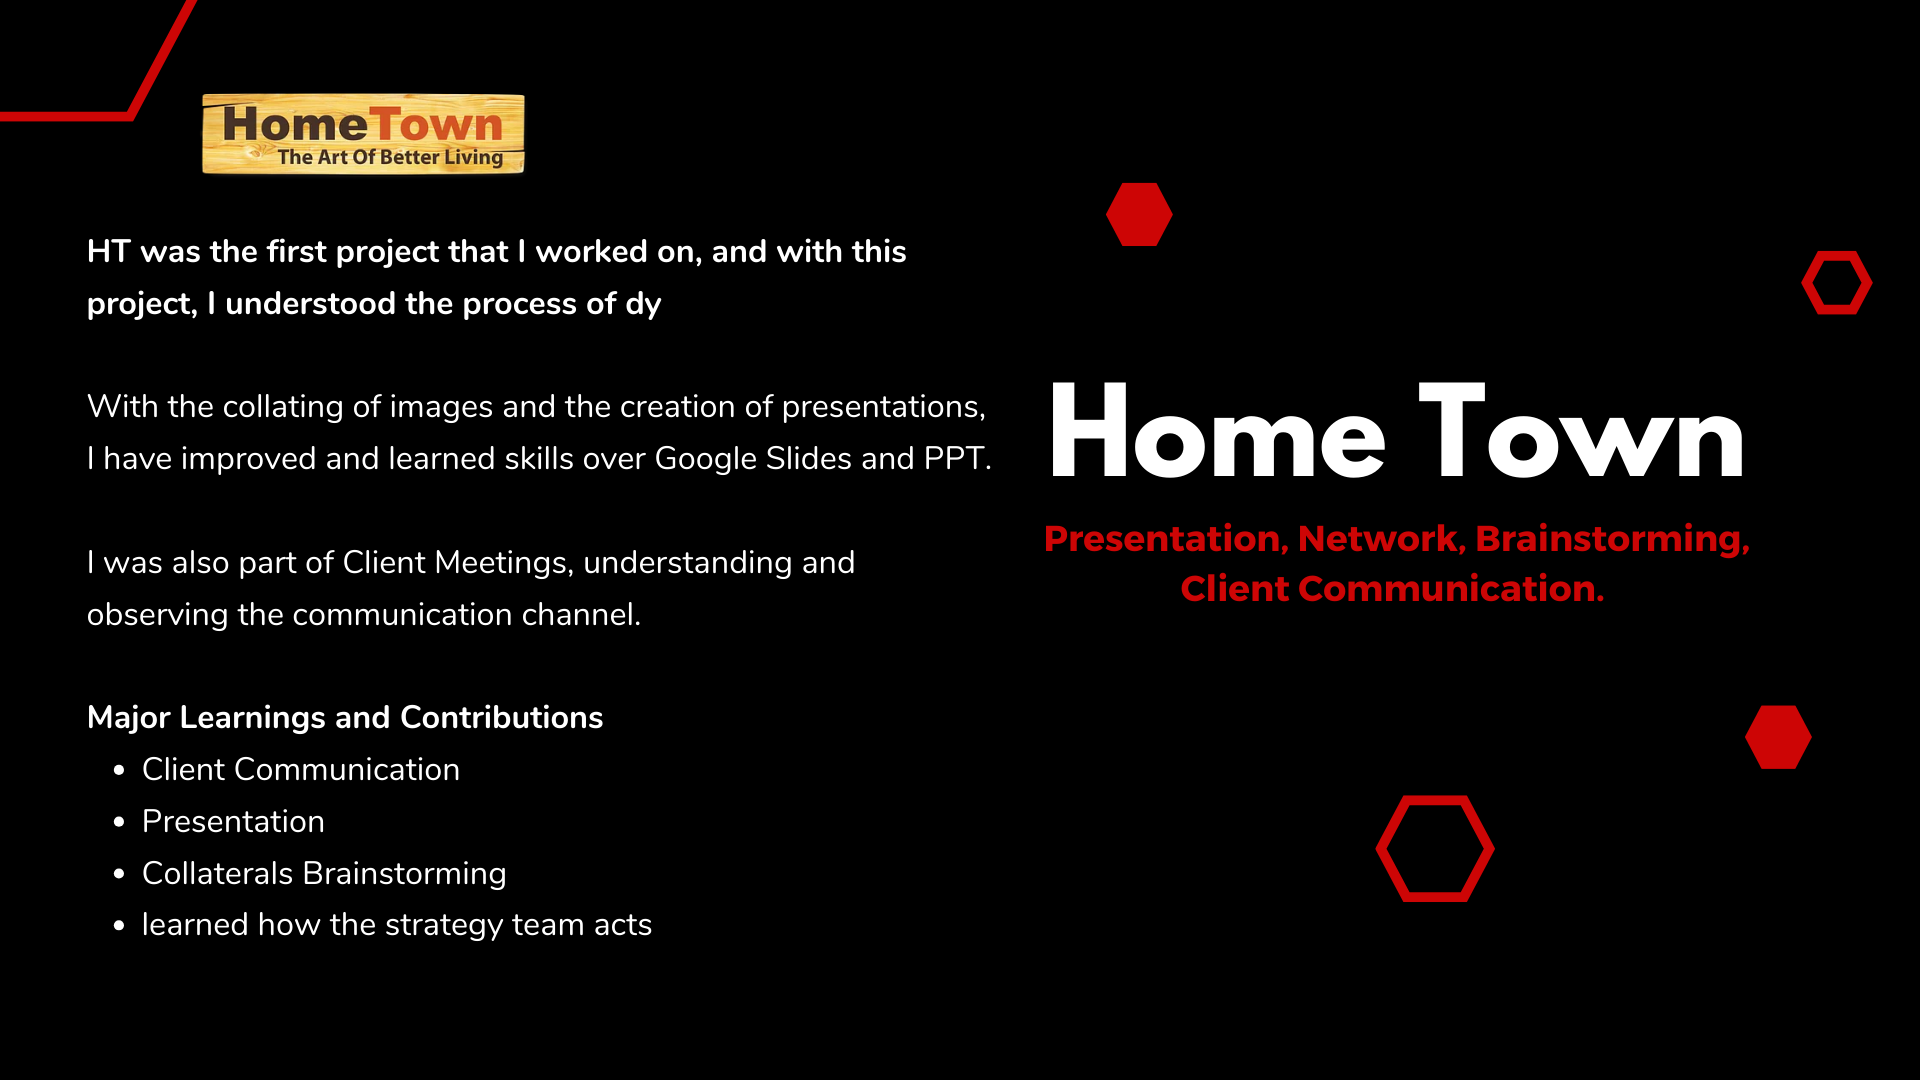 HomeTown
The Art Of Better Living
HT was the first project that I worked on, and with this
project, I understood the process of dy
With the collating of images and the creation of presentations,
I have improved and learned skills over Google Slides and PPT.
I was also part of Client Meetings, understanding and
observing the communication channel.
Major Learnings and Contributions
• Client Communication
• Presentation
• Collaterals Brainstorming
• learned how the strategy team acts
Home Town
Presentation, Network, Brainstorming,
Client Communication.